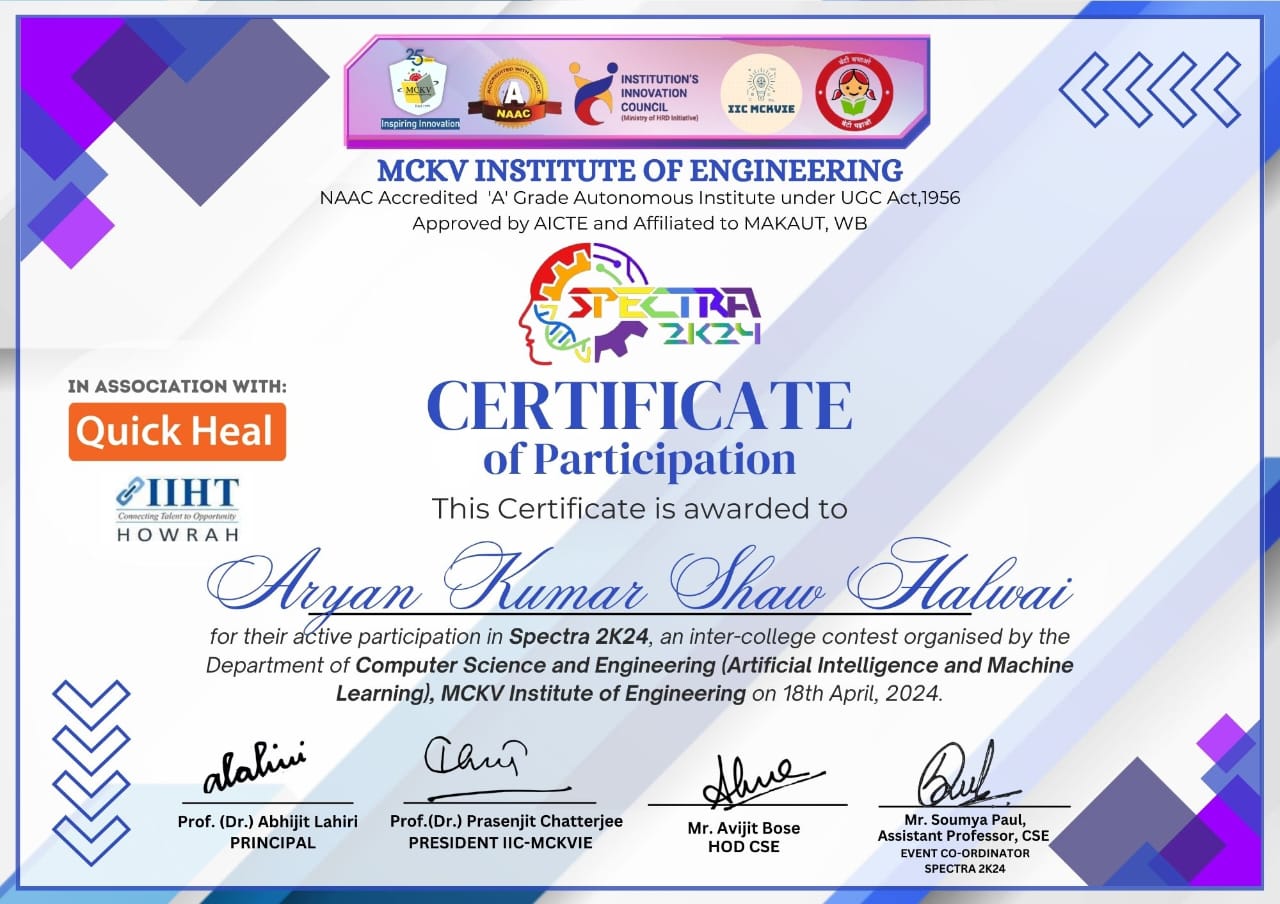 25
MCKV
Inspiring Innovation
ACCREDITED WITH GRADE
A
NAAC
INSTITUTION'S
INNOVATION
COUNCIL
(Ministry of HRD Initiative)
IIC MCKVIE
बेटी बचाओ
बेटी पढ़ाओ
MCKV INSTITUTE OF ENGINEERING
NAAC Accredited 'A' Grade Autonomous Institute under UGC Act,1956
Approved by AICTE and Affiliated to MAKAUT, WB
SPECTRA
2K24
IN ASSOCIATION WITH:
Quick Heal
IIHT
Connecting Talent to Opportunity
HOWRAH
CERTIFICATE
of Participation
This Certificate is awarded to
Aryan Kumar Shaw Halwai
for their active participation in Spectra 2K24, an inter-college contest organised by the
Department of Computer Science and Engineering (Artificial Intelligence and Machine
Learning), MCKV Institute of Engineering on 18th April, 2024.
Prof. (Dr.) Abhijit Lahiri
PRINCIPAL
Prof.(Dr.) Prasenjit Chatterjee
PRESIDENT IIC-MCKVIE
Mr. Avijit Bose
HOD CSE
Mr. Soumya Paul,
Assistant Professor, CSE
EVENT CO-ORDINATOR
SPECTRA 2K24